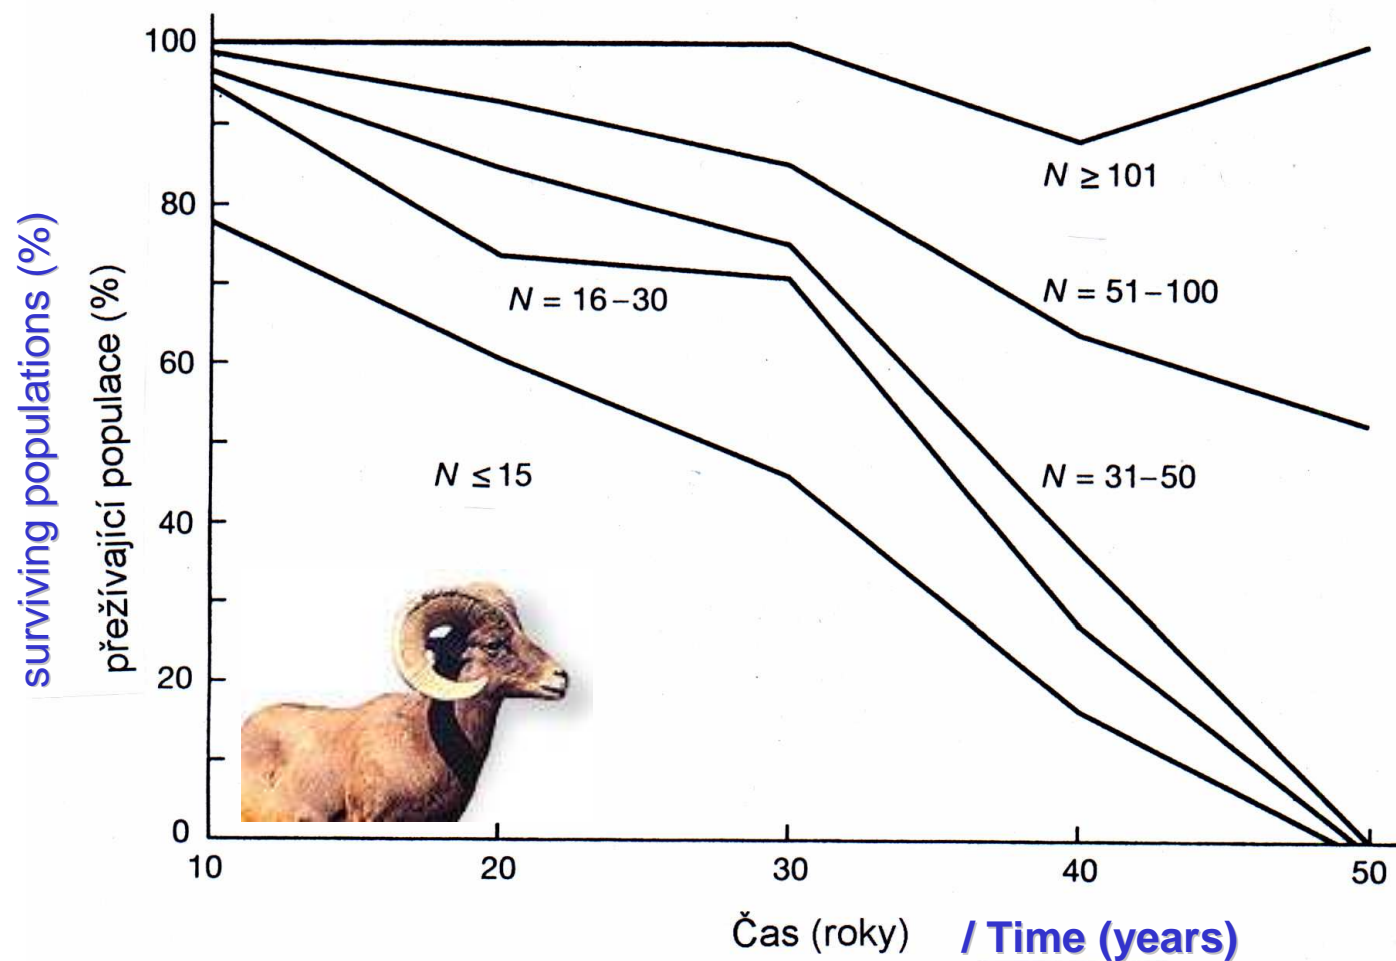 surviving populations (%)
přežívající populace (%)
100
80
60
40
20
0
N ≥ 101
N = 51–100
N = 16–30
N ≤ 15
N = 31–50
10
20
30
40
50
Čas (roky) / Time (years)